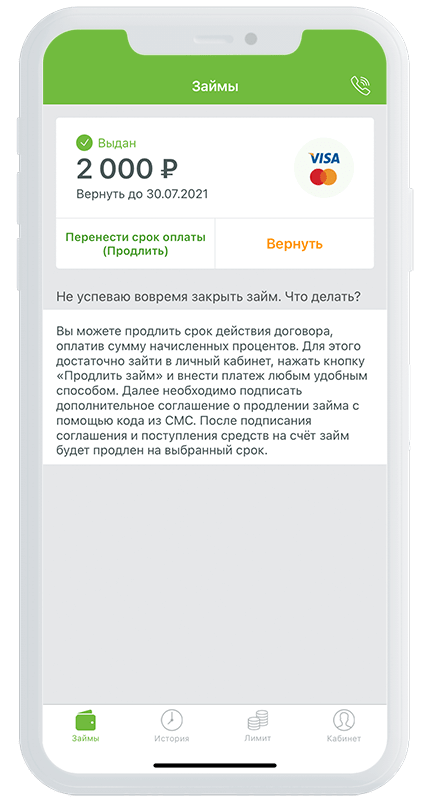 Займы
Выдан
2 000 ₽
Вернуть до 30.07.2021
VISA
Перенести срок оплаты
(Продлить)
Вернуть
Не успеваю вовремя закрыть займ. Что делать?
Вы можете продлить срок действия договора,
оплатив сумму начисленных процентов. Для этого
достаточно зайти в личный кабинет, нажать кнопку
«Продлить займ» и внести платеж любым удобным
способом. Далее необходимо подписать
дополнительное соглашение о продлении займа с
помощью кода из СМС. После подписания
соглашения и поступления средств на счёт займ
будет продлен на выбранный срок.
Займы
История
Лимит
Кабинет